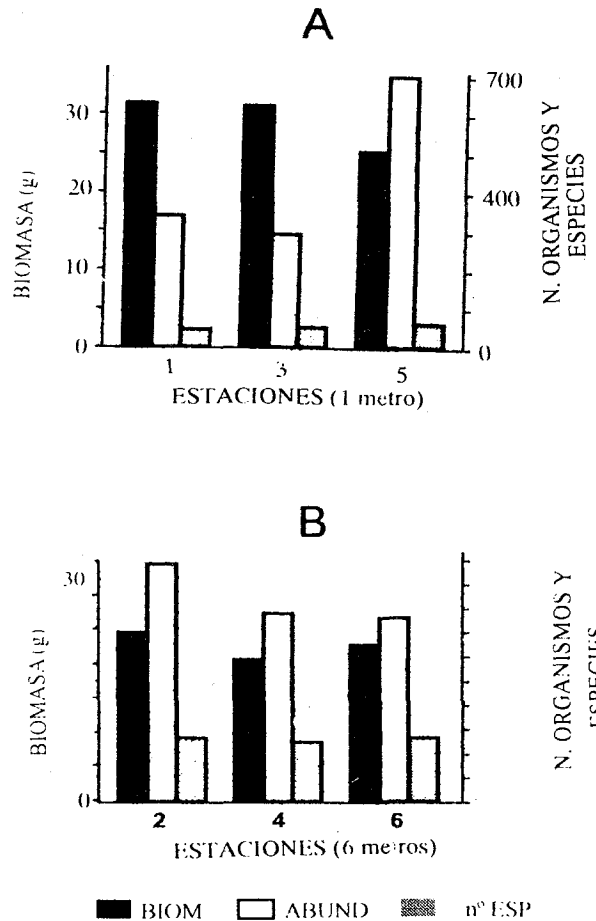 A
BIOMASA (g)
30
20
10
0
700
400
0
N. ORGANISMOS Y
ESPECIES
1 3 5
ESTACIONES (1 metro)
B
BIOMASA (g)
30
0
N. ORGANISMOS Y
ESPECIES
2 4 6
ESTACIONES (6 metros)
BIOM ABUND nº ESP